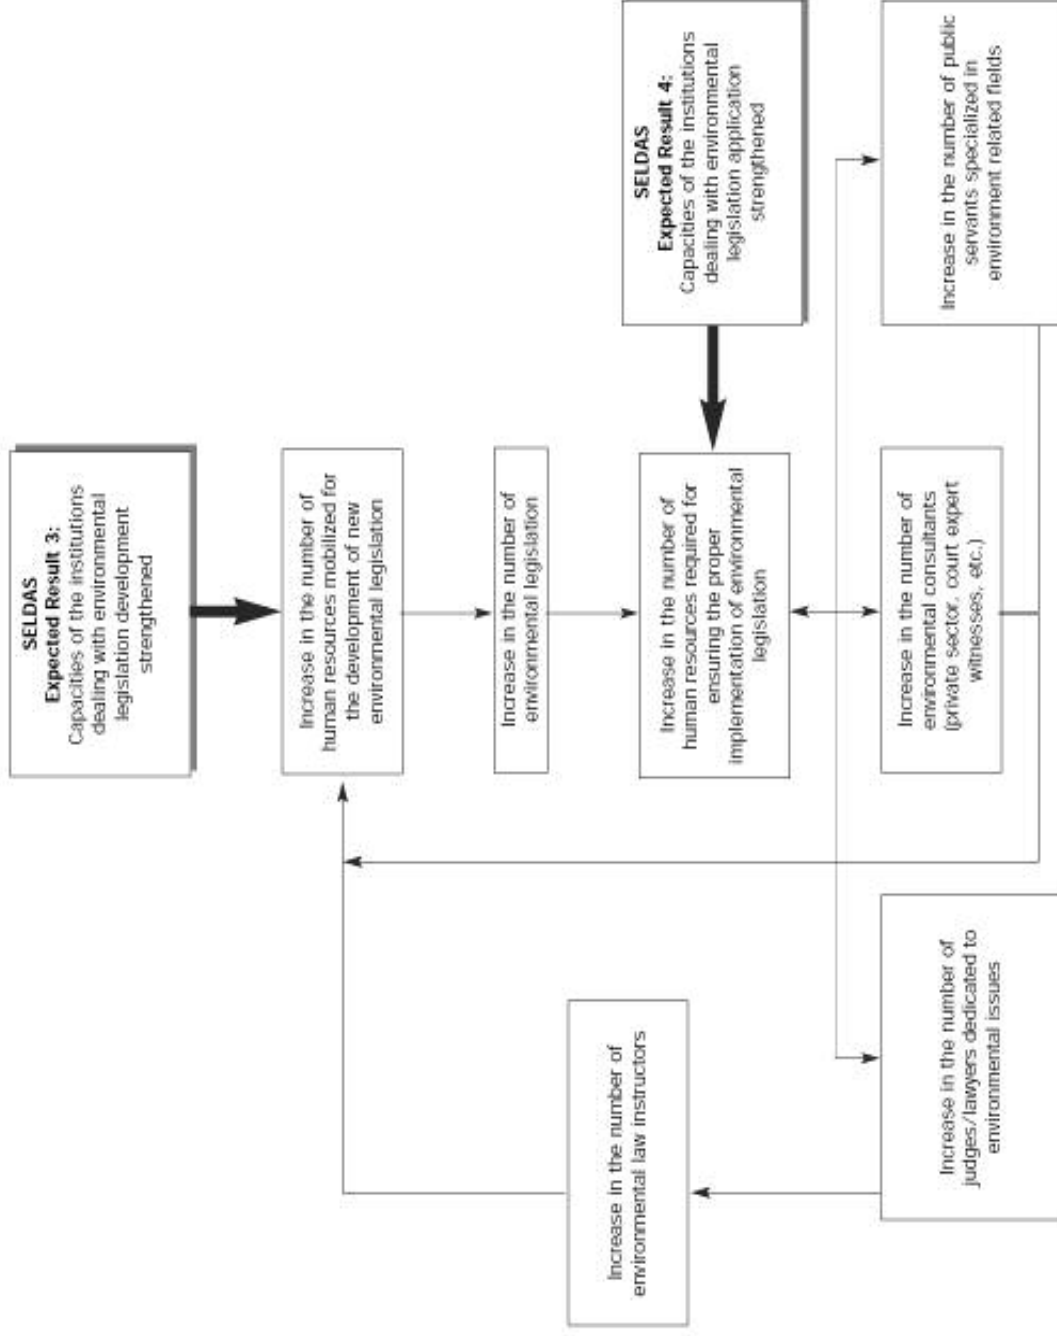 SELDAS
Expected Result 3:
Capacities of the institutions
dealing with environmental
legislation development
strengthened
Increase in the number of
human resources mobilized for
the development of new
environmental legislation
Increase in the number of
environmental legislation
SELDAS
Expected Result 4:
Capacities of the institutions
dealing with environmental
legislation application
strengthened
Increase in the number of
human resources required for
ensuring the proper
implementation of environmental
legislation
Increase in the number of
environmental law instructors
Increase in the number of
judges/lawyers dedicated to
environmental issues
Increase in the number of
environmental consultants
(private sector, court expert
witnesses, etc.)
Increase in the number of public
servants specialized in
environment related fields